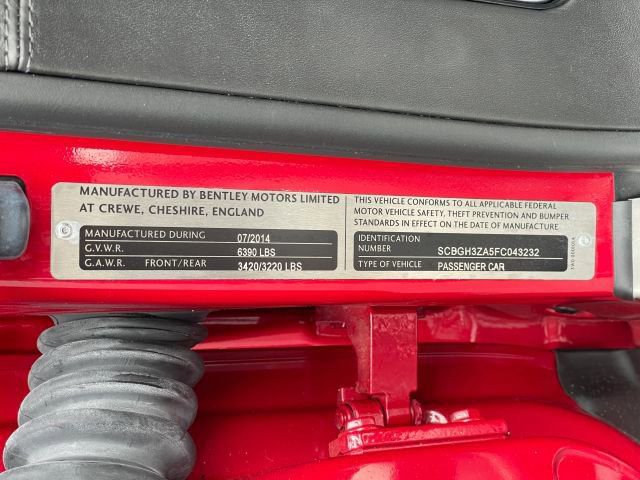 MANUFACTURED BY BENTLEY MOTORS LIMITED
AT CREWE, CHESHIRE, ENGLAND
MANUFACTURED DURING 07/2014
G.V.W.R. 6390 LBS
G.A.W.R. FRONT/REAR 3420/3220 LBS
THIS VEHICLE CONFORMS TO ALL APPLICABLE FEDERAL
MOTOR VEHICLE SAFETY, THEFT PREVENTION AND BUMPER
STANDARDS IN EFFECT ON THE DATE OF MANUFACTURE.
IDENTIFICATION
NUMBER SCBGH3ZA5FC043232
TYPE OF VEHICLE PASSENGER CAR